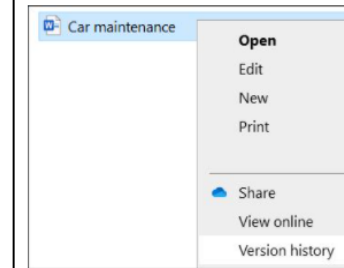 Car maintenance
Open
Edit
New
Print
Share
View online
Version history